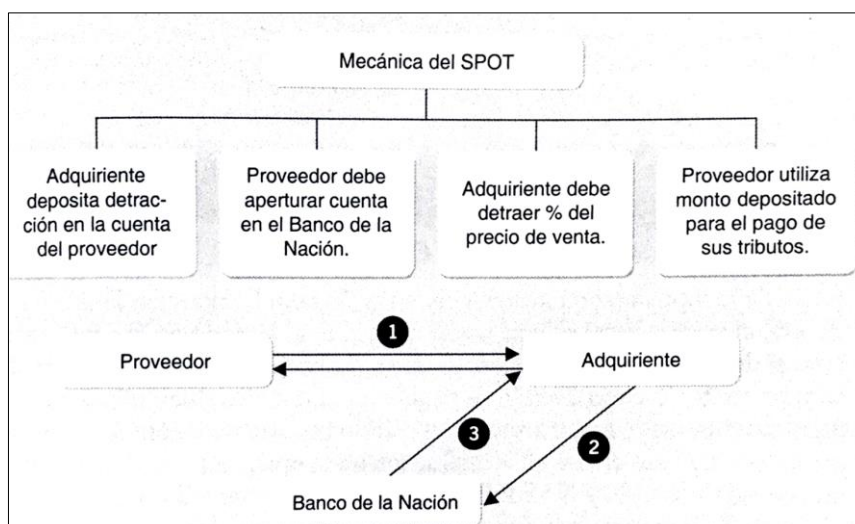 Mecánica del SPOT
Adquiriente
deposita detrac-
ción en la cuenta
del proveedor
Proveedor debe
aperturar cuenta
en el Banco de la
Nación.
Adquiriente debe
detraer % del
precio de venta.
Proveedor utiliza
monto depositado
para el pago de
sus tributos.
1
Proveedor
Adquiriente
3
2
Banco de la Nación